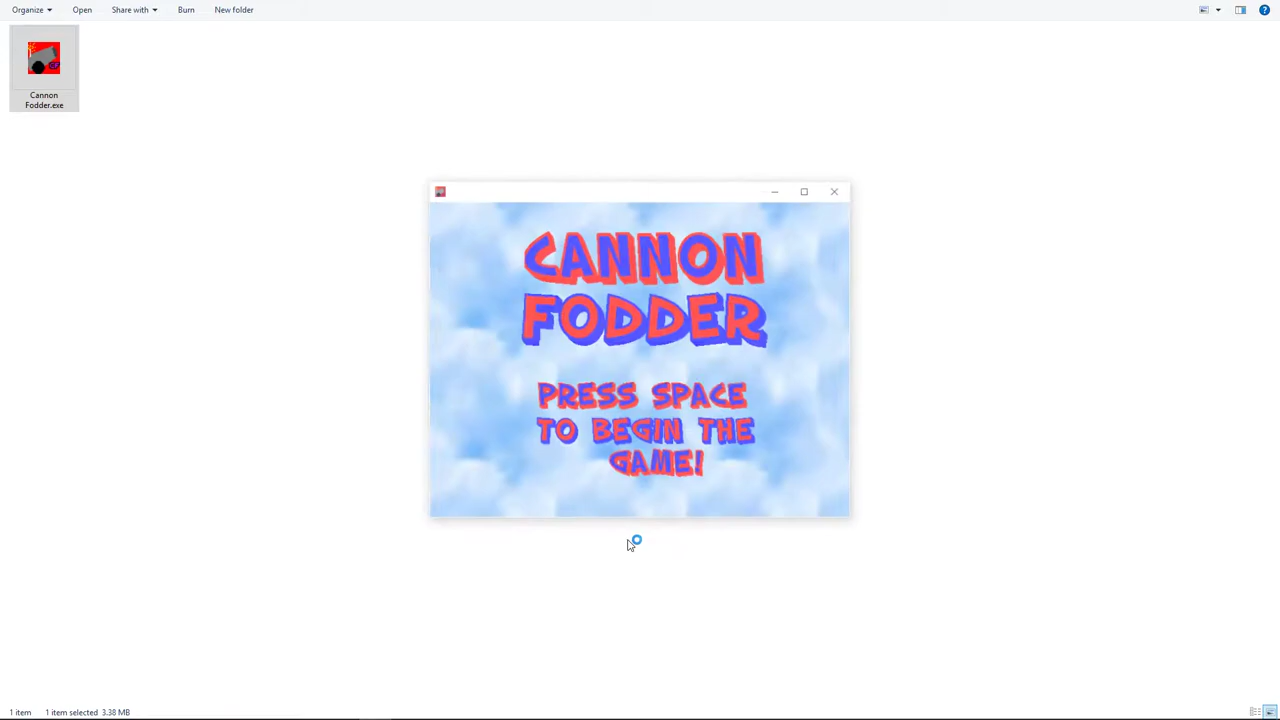 Organize Open Share with Burn New folder
Cannon
Fodder.exe
CANNON
FODDER
PRESS SPACE
TO BEGIN THE
GAME!
1 item 1 item selected 3.38 MB